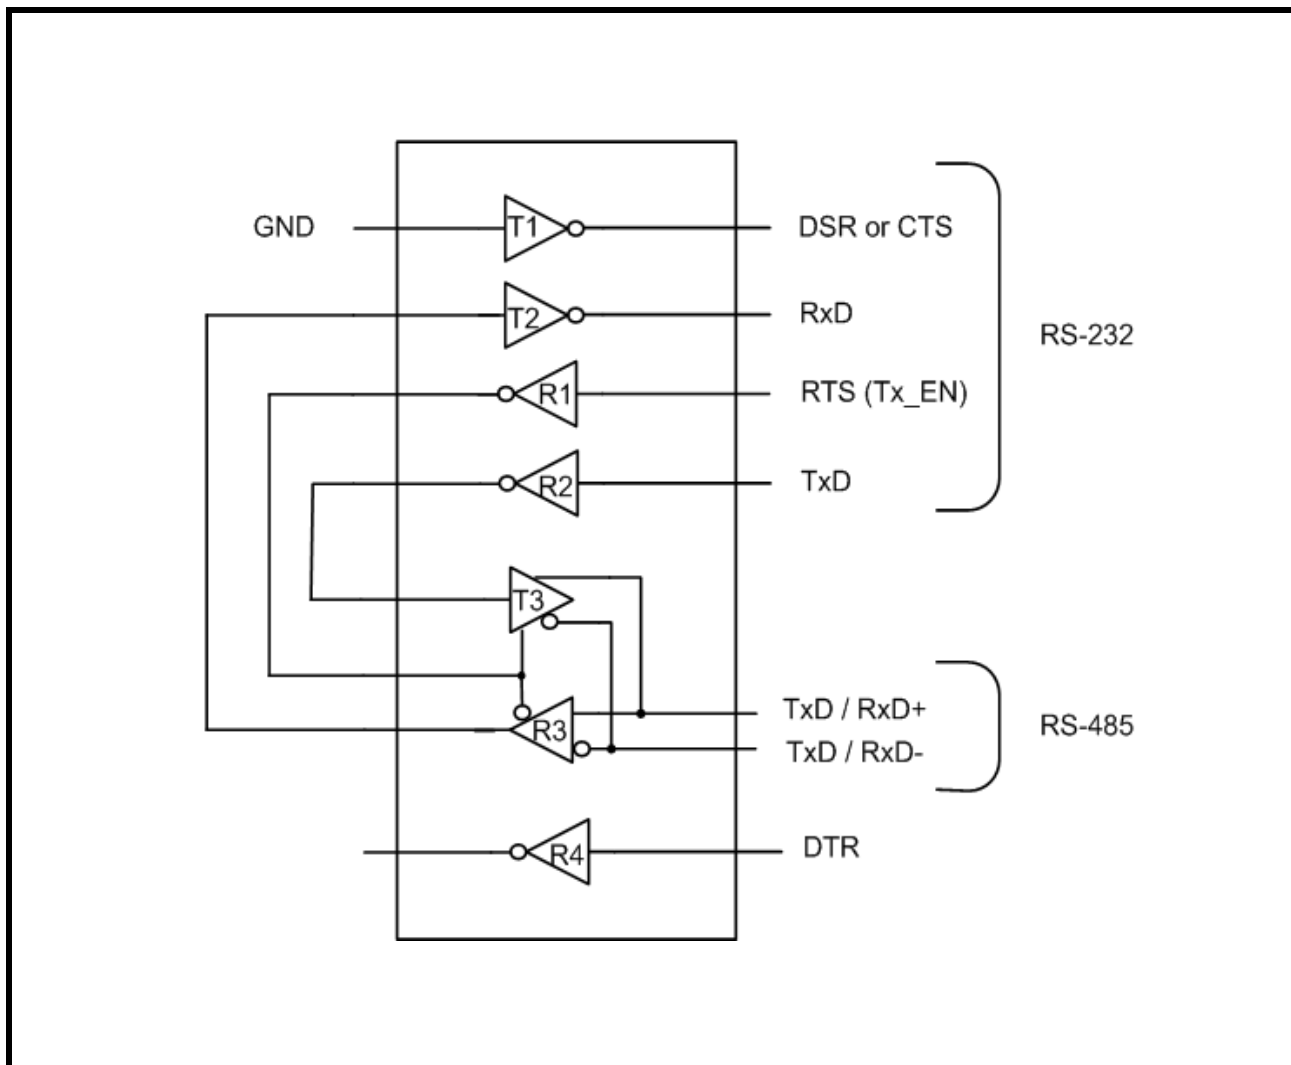 GND
T1
DSR or CTS
T2
RxD
RS-232
R1
RTS (Tx_EN)
R2
TxD
T3
R3
TxD / RxD+
TxD / RxD-
RS-485
R4
DTR